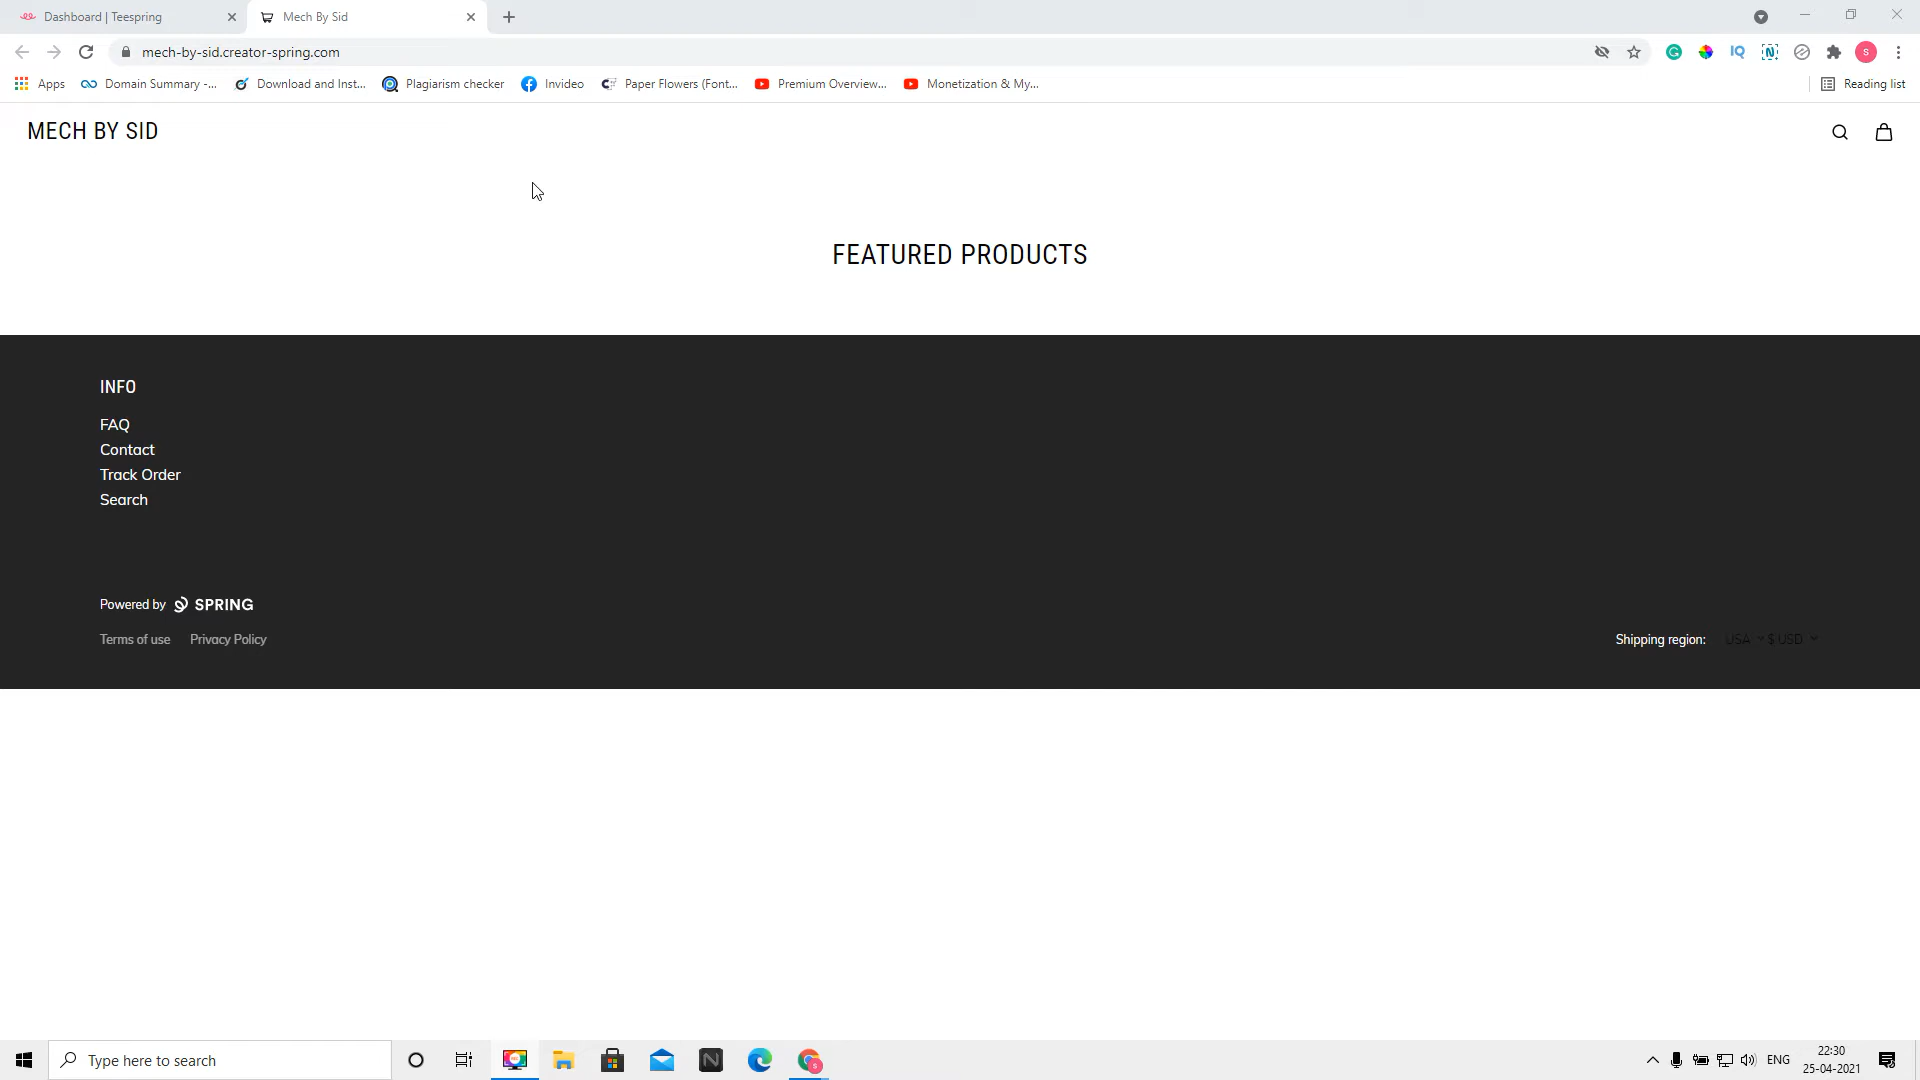 Dashboard | Teespring
Mech By Sid
mech-by-sid.creator-spring.com
Apps
Domain Summary -...
Download and Inst...
Plagiarism checker
Invideo
Paper Flowers (Font...
Premium Overview...
Monetization & My...
Reading list
MECH BY SID
FEATURED PRODUCTS
INFO
FAQ
Contact
Track Order
Search
Powered by SPRING
Terms of use Privacy Policy
Shipping region: USA $ USD
Type here to search
ENG
22:30
25-04-2021